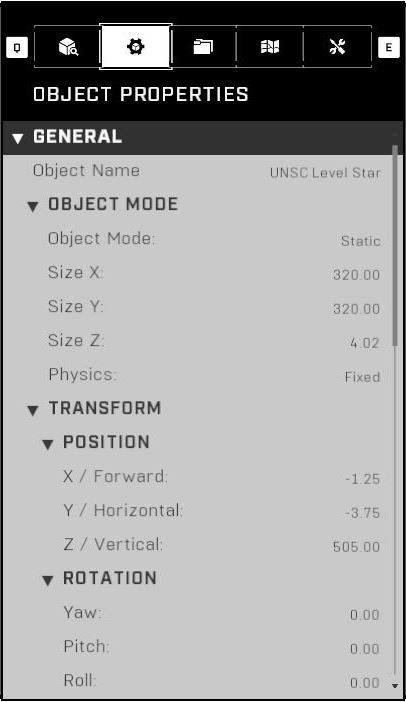 Q E
OBJECT PROPERTIES
GENERAL
Object Name UNSC Level Star
OBJECT MODE
Object Mode: Static
Size X: 320.00
Size Y: 320.00
Size Z: 4.02
Physics: Fixed
TRANSFORM
POSITION
X / Forward: -1.25
Y / Horizontal: -3.75
Z / Vertical: 505.00
ROTATION
Yaw: 0.00
Pitch: 0.00
Roll: 0.00